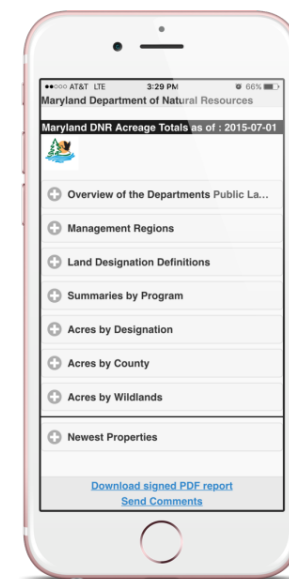 ●●○○○ AT&T LTE 3:29 PM 66%
Maryland Department of Natural Resources
Maryland DNR Acreage Totals as of : 2015-07-01
Overview of the Departments Public La...
Management Regions
Land Designation Definitions
Summaries by Program
Acres by Designation
Acres by County
Acres by Wildlands
Newest Properties
Download signed PDF report
Send Comments